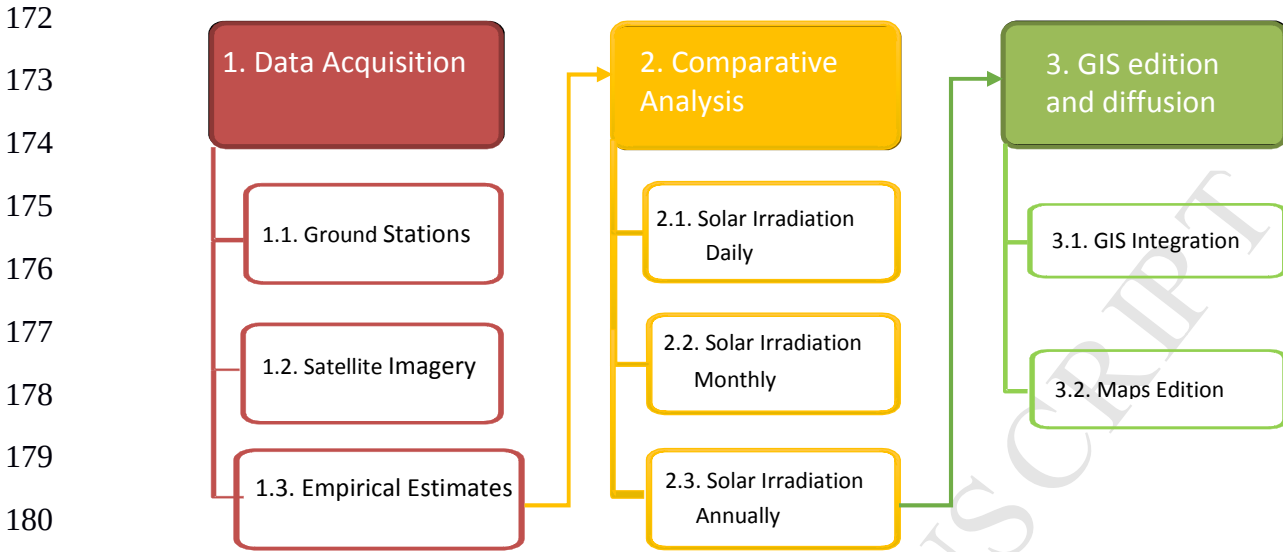 172
173
174
175
176
177
178
179
180
1. Data Acquisition
1.1. Ground Stations
1.2. Satellite Imagery
1.3. Empirical Estimates
2. Comparative
Analysis
2.1. Solar Irradiation
Daily
2.2. Solar Irradiation
Monthly
2.3. Solar Irradiation
Annually
3. GIS edition
and diffusion
3.1. GIS Integration
3.2. Maps Edition
USCRIPT